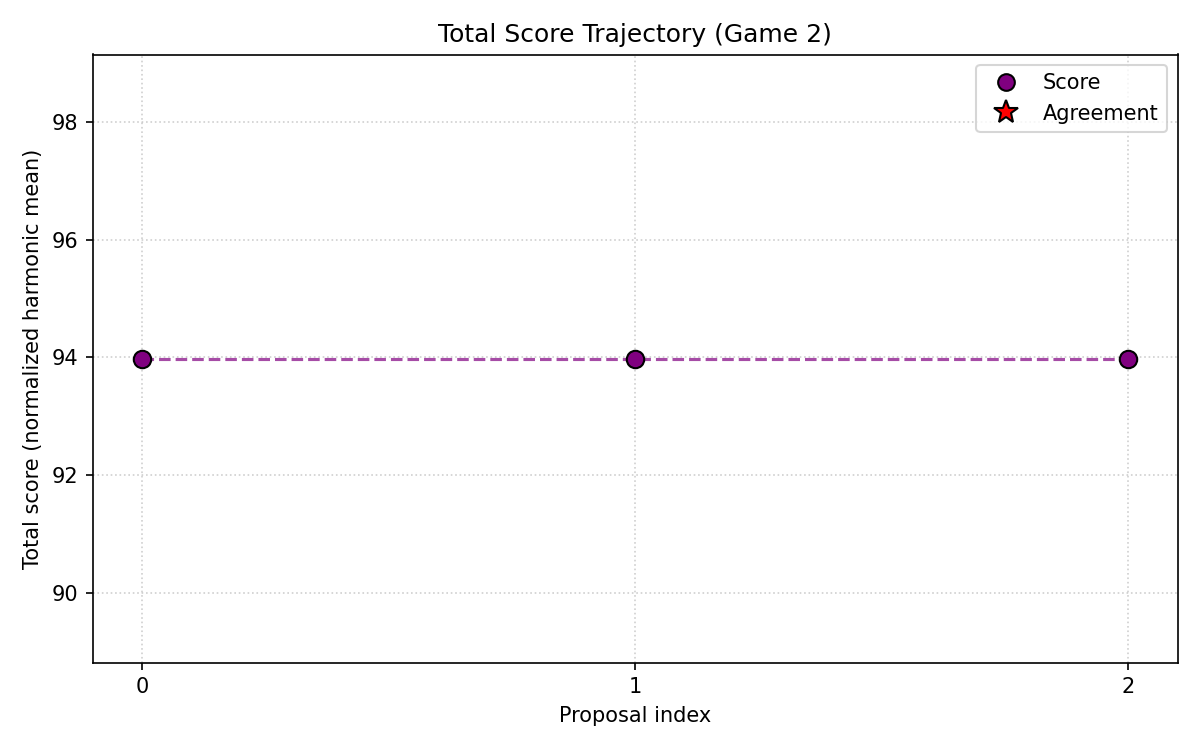 Total Score Trajectory (Game 2)
Score
Agreement
Total score (normalized harmonic mean)
98
96
94
92
90
0 1 2
Proposal index